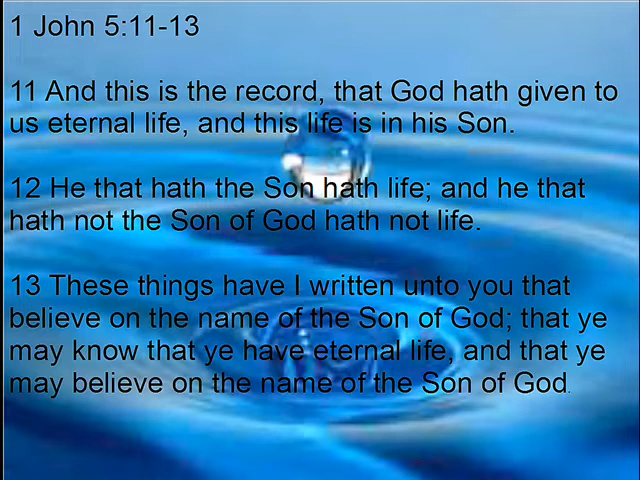 1 John 5:11-13
11 And this is the record, that God hath given to
us eternal life, and this life is in his Son.
12 He that hath the Son hath life; and he that
hath not the Son of God hath not life.
13 These things have I written unto you that
believe on the name of the Son of God; that ye
may know that ye have eternal life, and that ye
may believe on the name of the Son of God.